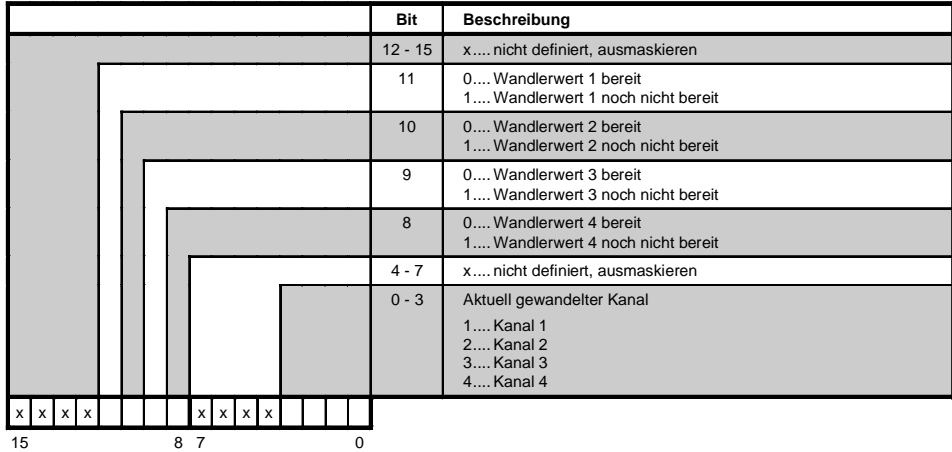 Bit Beschreibung
12 - 15 x.... nicht definiert, ausmaskieren
11 0.... Wandlerwert 1 bereit
1.... Wandlerwert 1 noch nicht bereit
10 0.... Wandlerwert 2 bereit
1.... Wandlerwert 2 noch nicht bereit
9 0.... Wandlerwert 3 bereit
1.... Wandlerwert 3 noch nicht bereit
8 0.... Wandlerwert 4 bereit
1.... Wandlerwert 4 noch nicht bereit
4 - 7 x.... nicht definiert, ausmaskieren
0 - 3 Aktuell gewandelter Kanal
1.... Kanal 1
2.... Kanal 2
3.... Kanal 3
4.... Kanal 4
x x x x x x x x
15 8 7 0